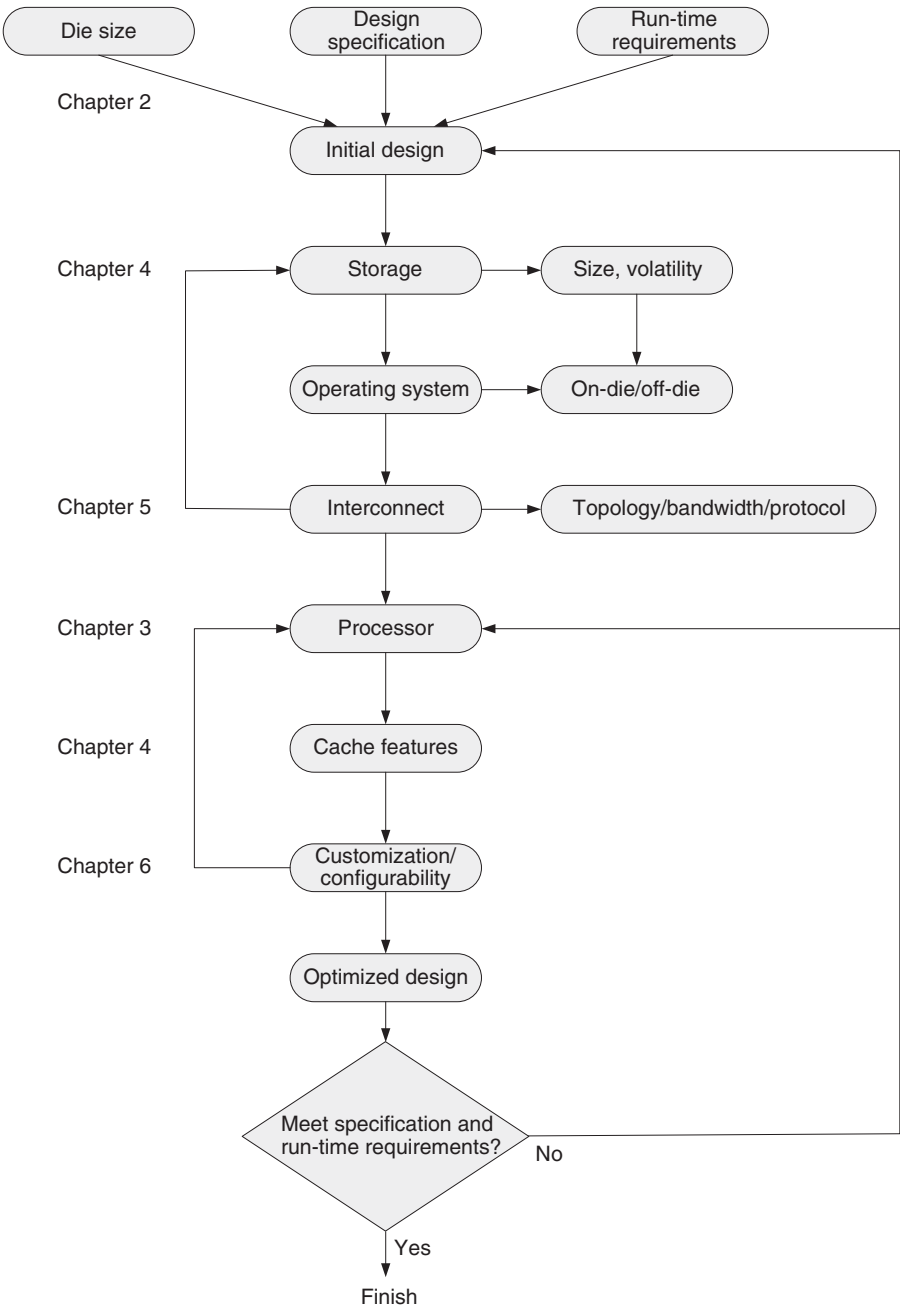 Die size
Design
specification
Run-time
requirements
Chapter 2
Initial design
Chapter 4
Storage
Size, volatility
Operating system
On-die/off-die
Chapter 5
Interconnect
Topology/bandwidth/protocol
Chapter 3
Processor
Chapter 4
Cache features
Chapter 6
Customization/
configurability
Optimized design
Meet specification and
run-time requirements?
No
Yes
Finish